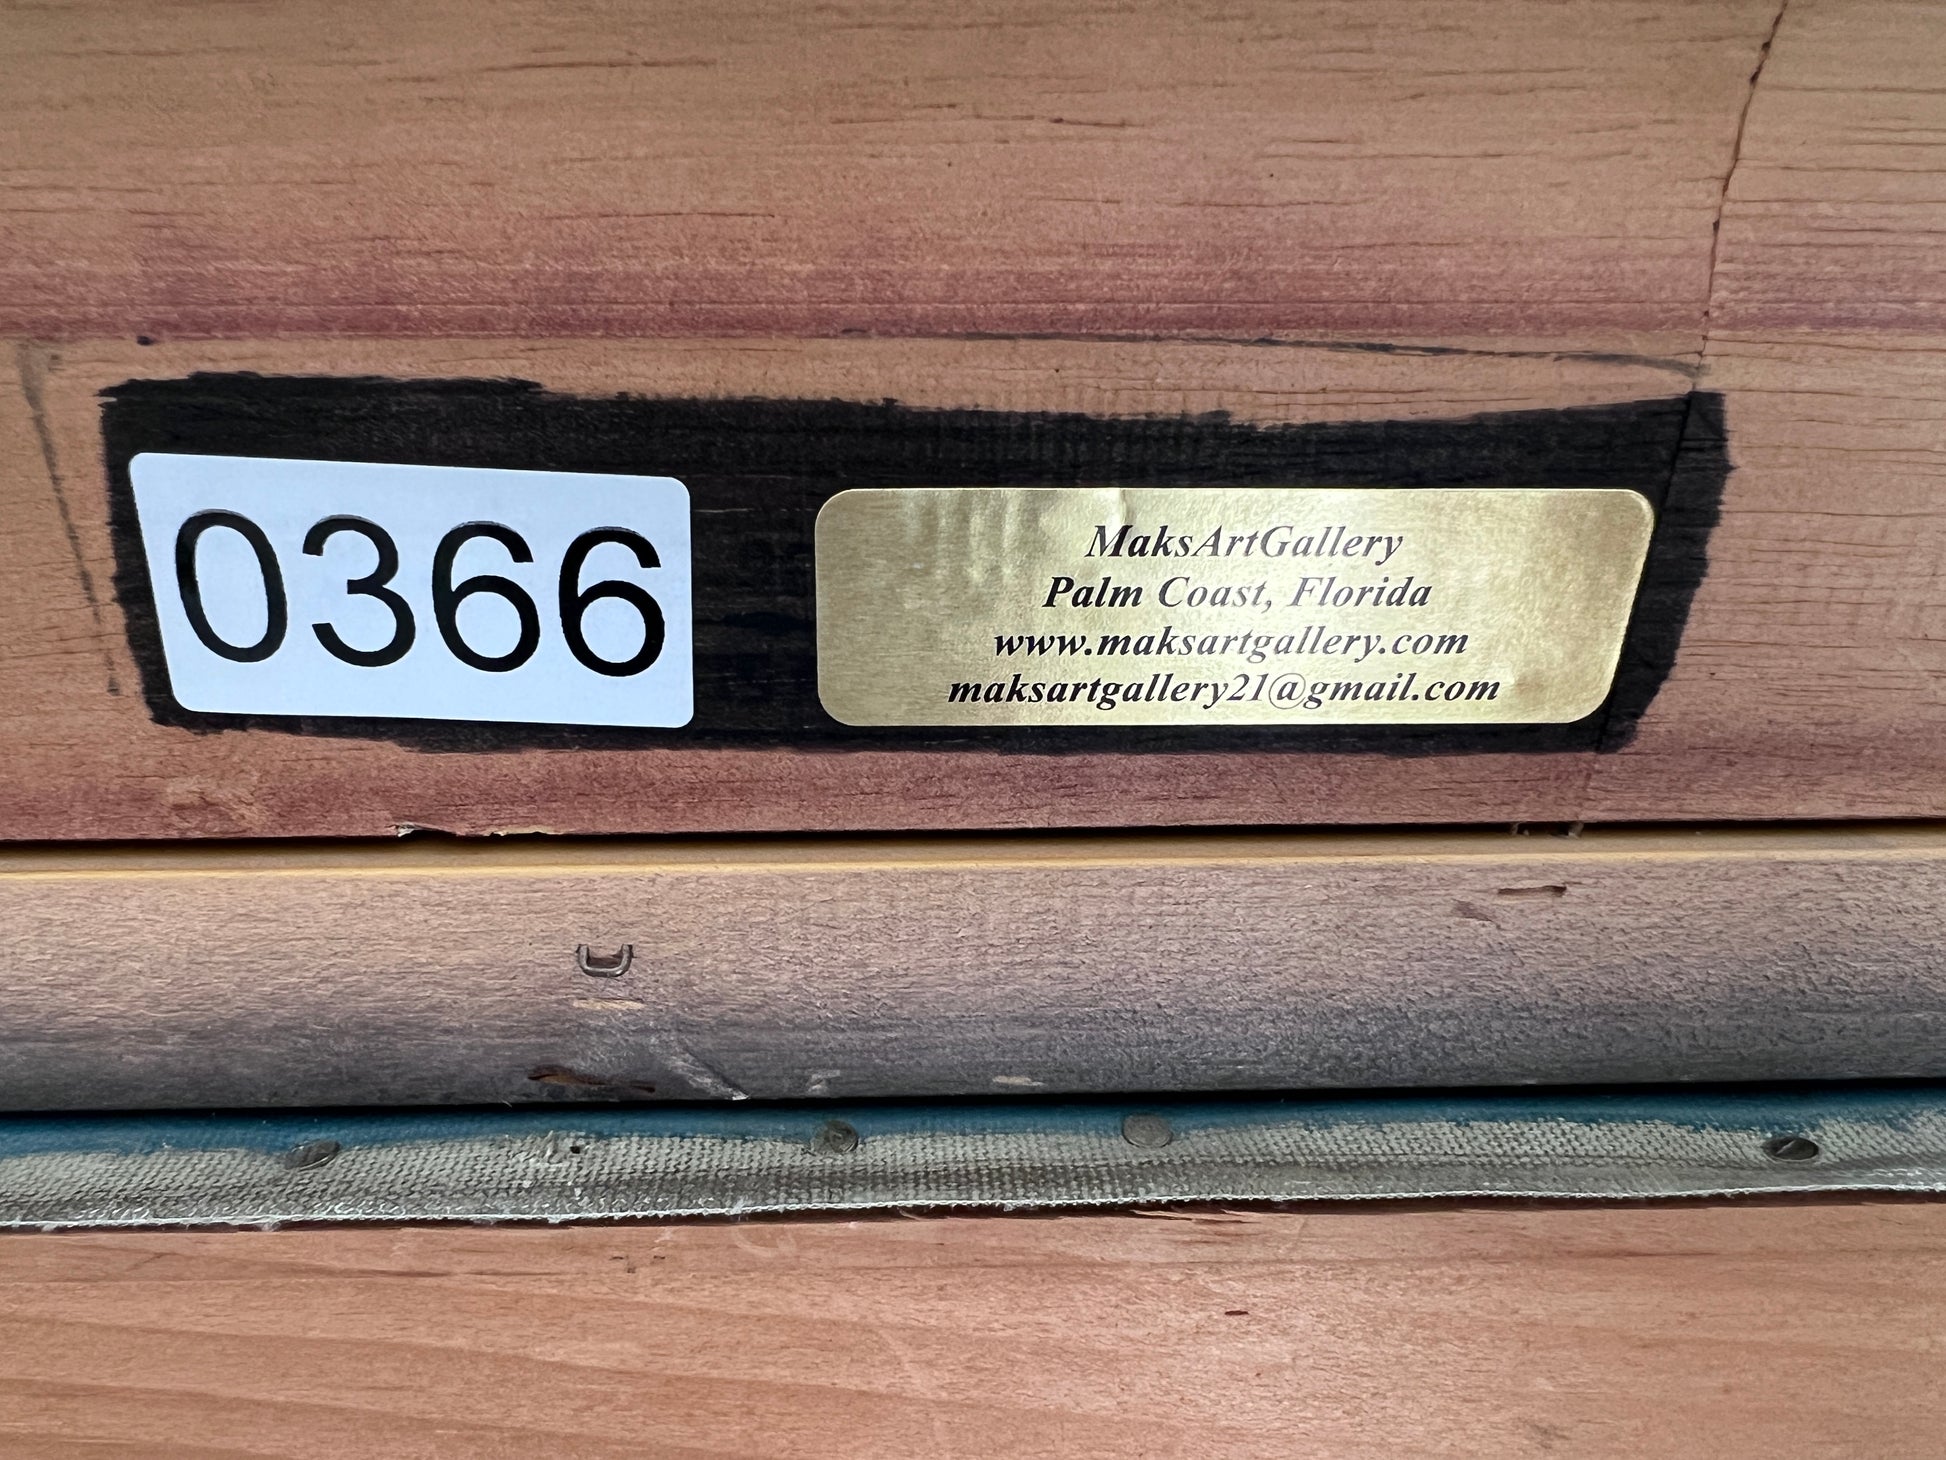 0366
MaksArtGallery
Palm Coast, Florida
www.maksartgallery.com
maksartgallery21@gmail.com